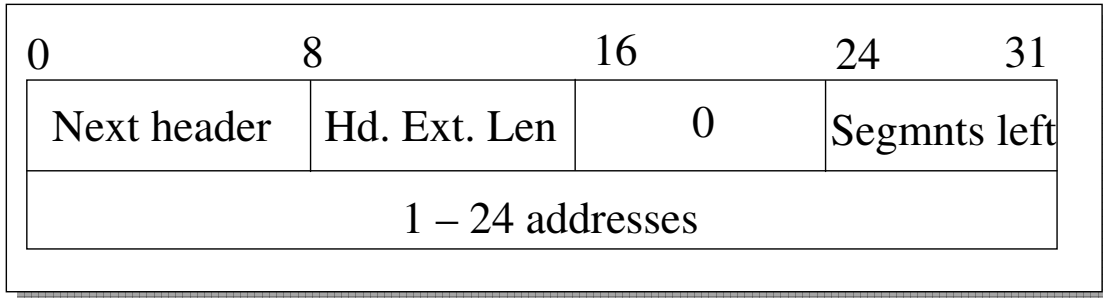 0 8 16 24 31
Next header Hd. Ext. Len 0 Segmnts left
1 – 24 addresses